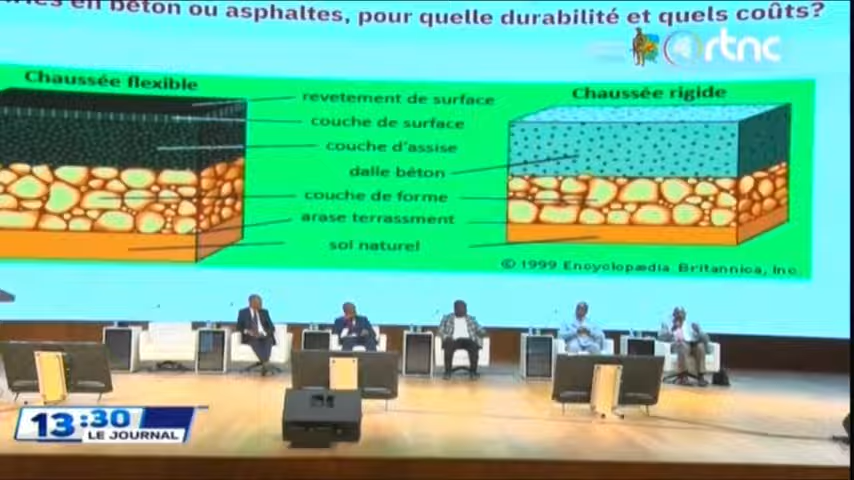 en béton ou asphaltes, pour quelle durabilité et quels coûts?
rtnc
Chaussée flexible
Chaussée rigide
revetement de surface
couche de surface
couche d'assise
dalle béton
couche de forme
arase terrassment
sol naturel
© 1999 Encyclopædia Britannica, Inc.
13:30
LE JOURNAL